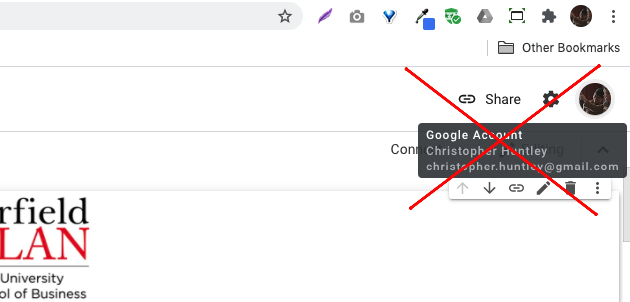 Other Bookmarks
Share
Google Account
Christopher Huntley
christopher.huntley@gmail.com
Conn
rfield
LAN
University
ol of Business